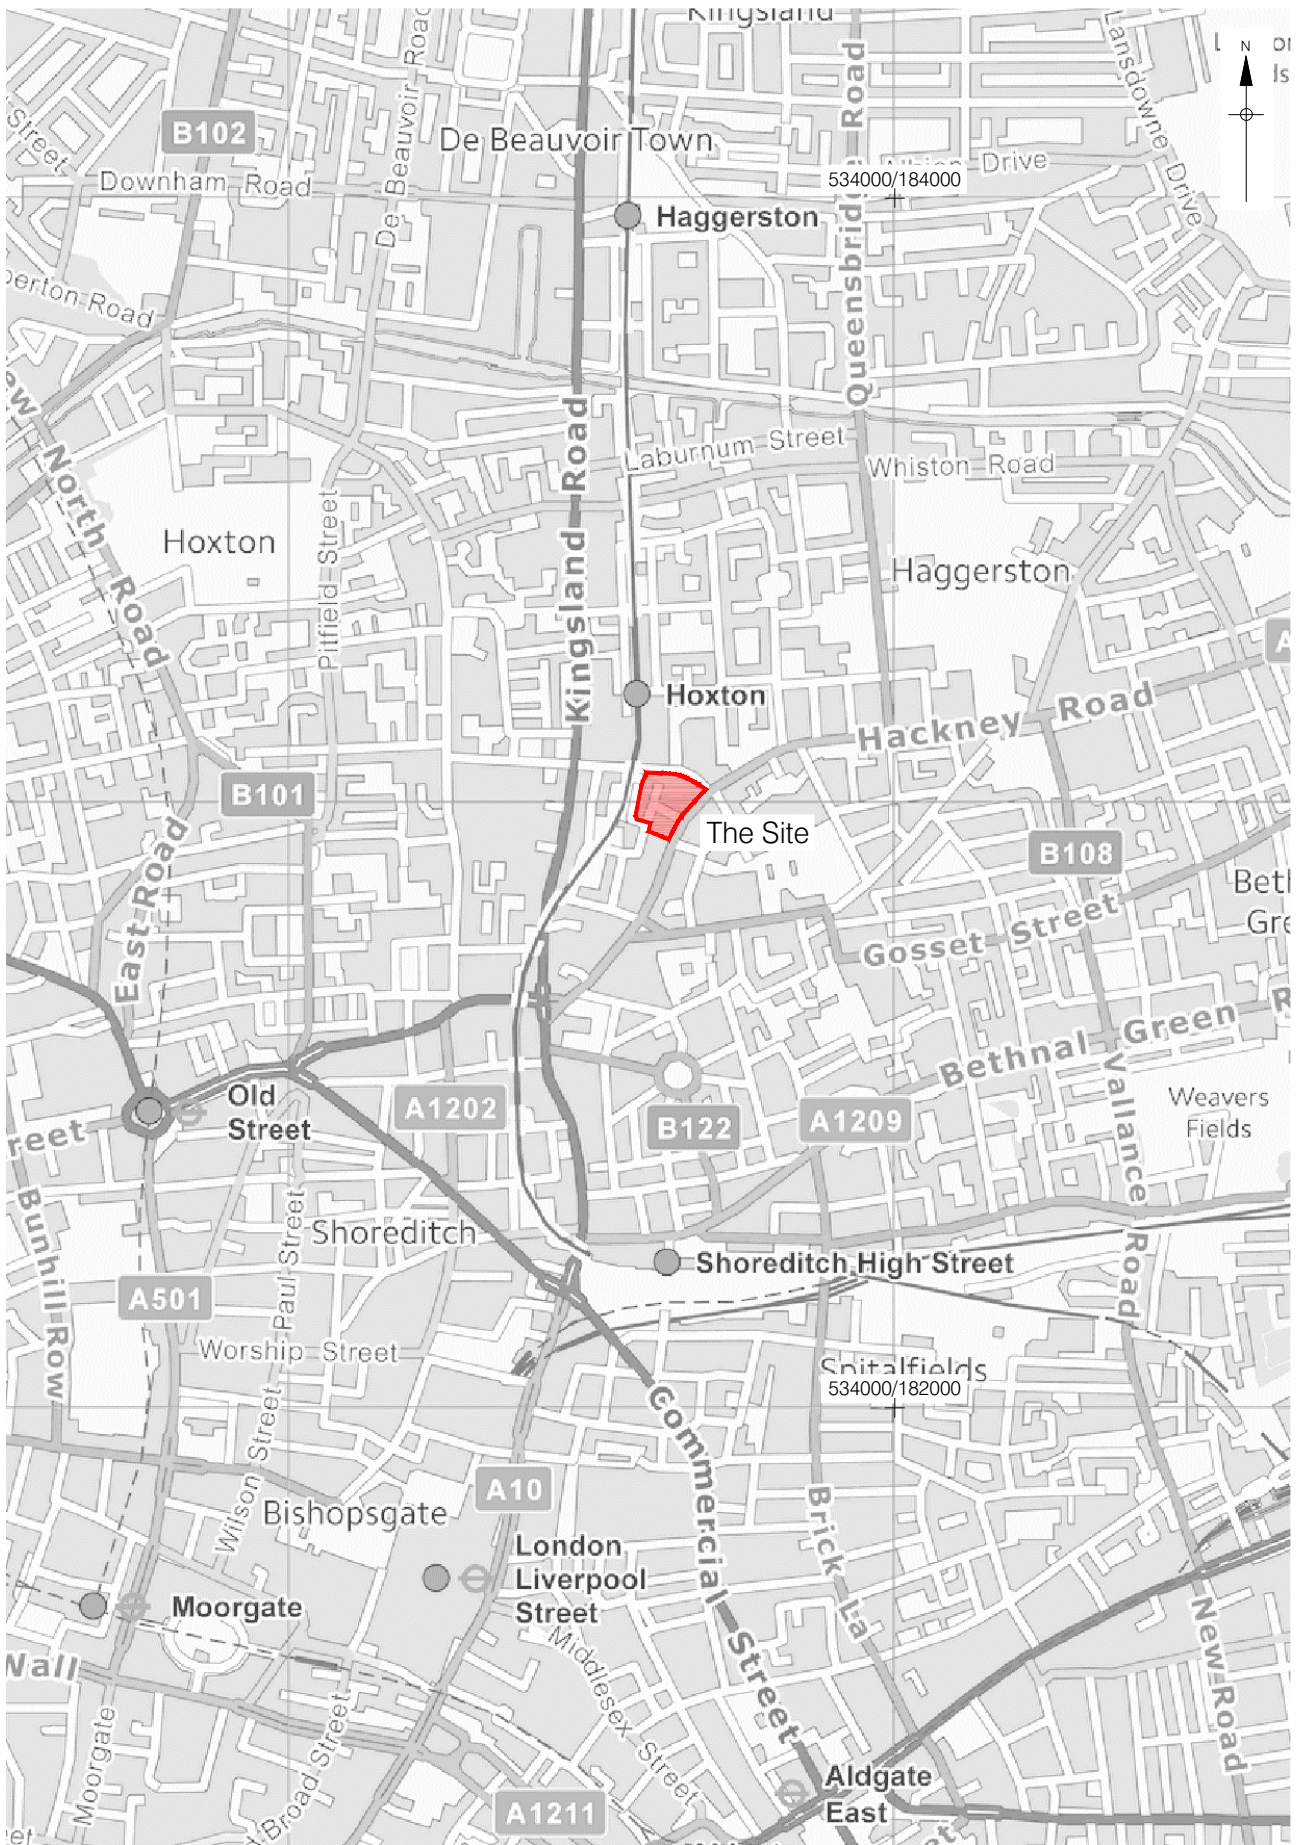 Kingsland
N
Road
De Beauvoir Road
Lansdowne Drive
Street
B102
De Beauvoir Town
Downham Road
Albion Drive
534000/184000
Haggerston
Queensbridge
Kingsland Road
Laburnum Street
Whiston Road
North Road
Hoxton
Pitfield Street
Haggerston
Hoxton
Hackney Road
B101
The Site
B108
East Road
Gosset Street
Bethnal Green
Old
Street
A1202
B122
A1209
Vallance Road
Weavers
Fields
Bunhill Row
Shoreditch
Paul Street
Shoreditch High Street
A501
Worship Street
Spitalfields
534000/182000
Wilson Street
Commercial Street
A10
Brick La
Bishopsgate
London
Liverpool
Street
Moorgate
Wall
Middlesex Street
New Road
Moorgate
Broad Street
Aldgate
East
A1211